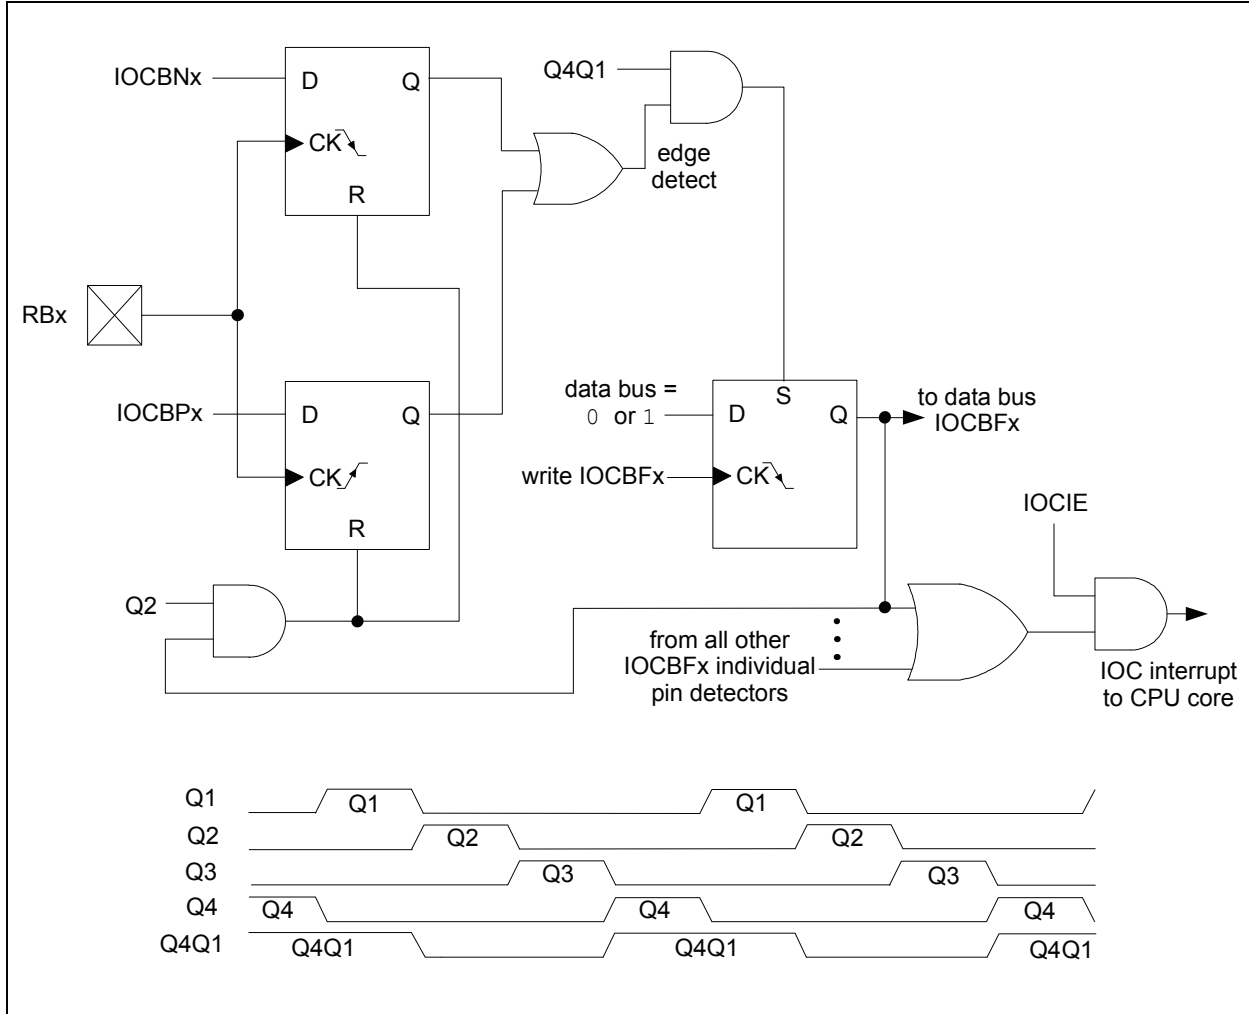 IOCBNx
D
Q
CK
R
Q4Q1
edge
detect
RBx
IOCBPx
D
Q
CK
R
Q2
data bus =
0 or 1
S
D
Q
write IOCBFx
CK
to data bus
IOCBFx
IOCIE
from all other
IOCBFx individual
pin detectors
IOC interrupt
to CPU core
Q1 Q1 Q1
Q2 Q2 Q2
Q3 Q3 Q3
Q4 Q4 Q4 Q4
Q4Q1 Q4Q1 Q4Q1 Q4Q1